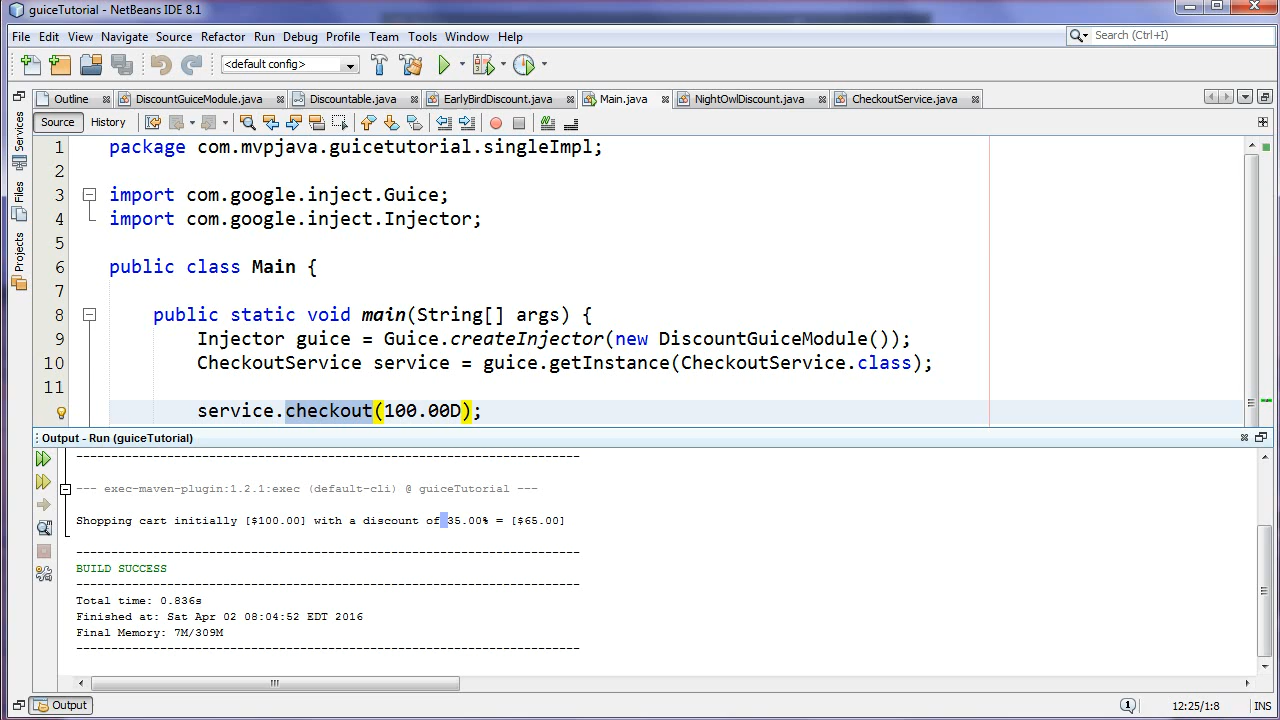 guiceTutorial - NetBeans IDE 8.1
File Edit View Navigate Source Refactor Run Debug Profile Team Tools Window Help
Search (Ctrl+I)
<default config>
Outline DiscountGuiceModule.java Discountable.java EarlyBirdDiscount.java Main.java NightOwlDiscount.java CheckoutService.java
Source History
Services
Files
Projects
1 package com.mvpjava.guicetutorial.singleImpl;
2
3 import com.google.inject.Guice;
4 import com.google.inject.Injector;
5
6 public class Main {
7
8 public static void main(String[] args) {
9 Injector guice = Guice.createInjector(new DiscountGuiceModule());
10 CheckoutService service = guice.getInstance(CheckoutService.class);
11
service.checkout(100.00D);
Output - Run (guiceTutorial)
------------------------------------------------------------------------
--- exec-maven-plugin:1.2.1:exec (default-cli) @ guiceTutorial ---
Shopping cart initially [$100.00] with a discount of 35.00% = [$65.00]
------------------------------------------------------------------------
BUILD SUCCESS
------------------------------------------------------------------------
Total time: 0.836s
Finished at: Sat Apr 02 08:04:52 EDT 2016
Final Memory: 7M/309M
------------------------------------------------------------------------
Output
1
12:25/1:8 INS